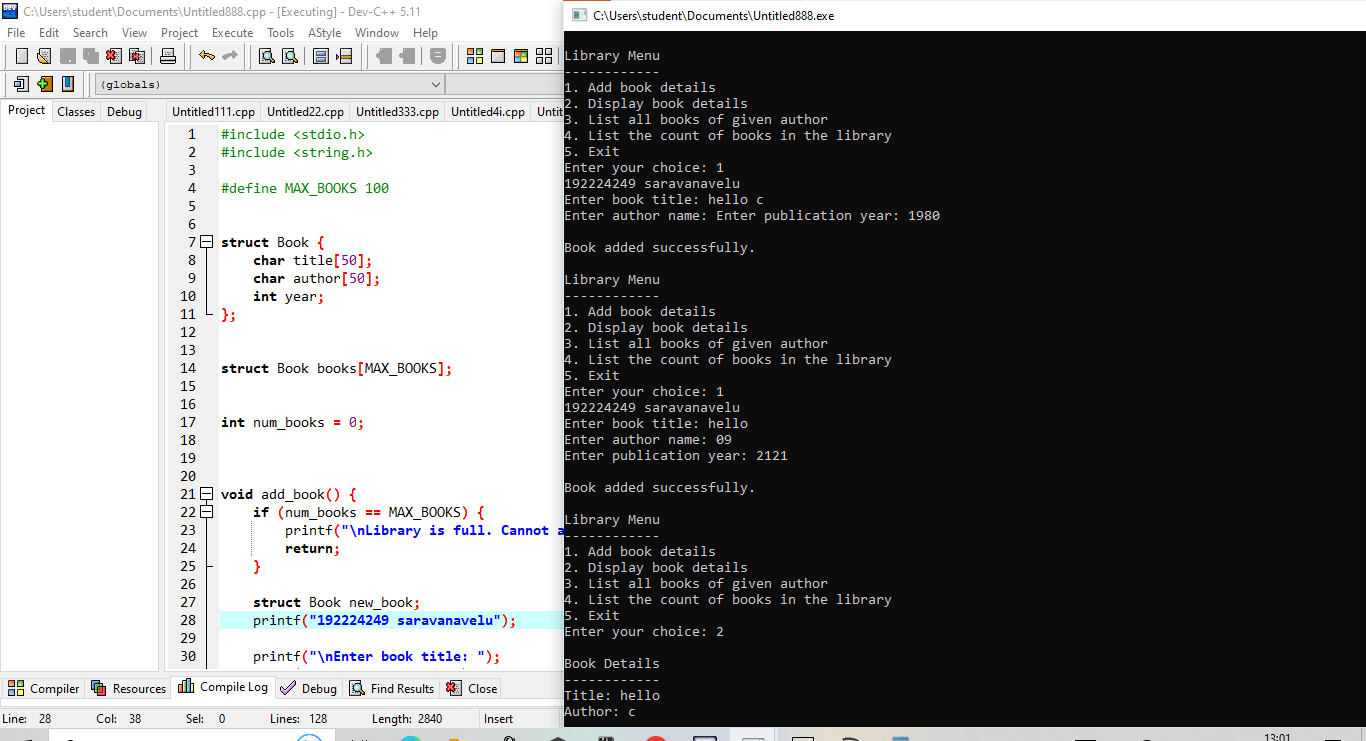 C:\Users\student\Documents\Untitled888.cpp - [Executing] - Dev-C++ 5.11
File Edit Search View Project Execute Tools AStyle Window Help
(globals)
Project Classes Debug
Untitled111.cpp Untitled22.cpp Untitled333.cpp Untitled4i.cpp Untit
1 #include <stdio.h>
2 #include <string.h>
3
4 #define MAX_BOOKS 100
5
6
7 struct Book {
8 char title[50];
9 char author[50];
10 int year;
11 };
12
13
14 struct Book books[MAX_BOOKS];
15
16
17 int num_books = 0;
18
19
20
21 void add_book() {
22 if (num_books == MAX_BOOKS) {
23 printf("\nLibrary is full. Cannot a
24 return;
25 }
26
27 struct Book new_book;
28 printf("192224249 saravanavelu");
29
30 printf("\nEnter book title: ");
Compiler Resources Compile Log Debug Find Results Close
Line: 28 Col: 38 Sel: 0 Lines: 128 Length: 2840 Insert
C:\Users\student\Documents\Untitled888.exe
Library Menu
------------
1. Add book details
2. Display book details
3. List all books of given author
4. List the count of books in the library
5. Exit
Enter your choice: 1
192224249 saravanavelu
Enter book title: hello c
Enter author name: Enter publication year: 1980
Book added successfully.
Library Menu
------------
1. Add book details
2. Display book details
3. List all books of given author
4. List the count of books in the library
5. Exit
Enter your choice: 1
192224249 saravanavelu
Enter book title: hello
Enter author name: 09
Enter publication year: 2121
Book added successfully.
Library Menu
------------
1. Add book details
2. Display book details
3. List all books of given author
4. List the count of books in the library
5. Exit
Enter your choice: 2
Book Details
------------
Title: hello
Author: c
13:01